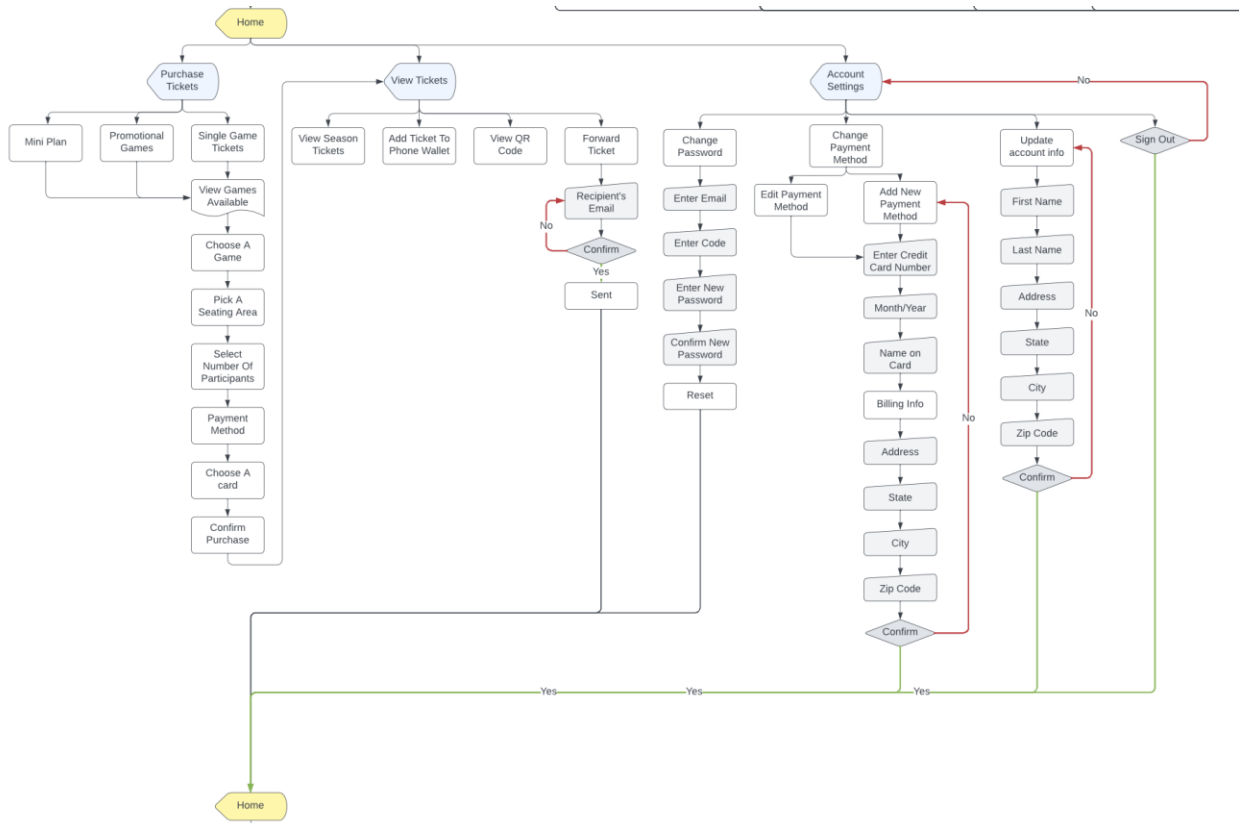 Home
Purchase
Tickets
View Tickets
Account
Settings
No
Mini Plan
Promotional
Games
Single Game
Tickets
View Season
Tickets
Add Ticket To
Phone Wallet
View QR
Code
Forward
Ticket
Change
Password
Change
Payment
Method
Update
account info
Sign Out
View Games
Available
Recipient's
Email
Enter Email
Edit Payment
Method
Add New
Payment
Method
First Name
No
Confirm
Yes
Choose A
Game
Enter Code
Enter Credit
Card Number
Last Name
Sent
Pick A
Seating Area
Enter New
Password
Month/Year
Address
No
Select
Number Of
Participants
Confirm New
Password
Name on
Card
State
Reset
Billing Info
City
Payment
Method
No
Address
Zip Code
Choose A
card
State
Confirm
Confirm
Purchase
City
Zip Code
Confirm
Yes
Yes
Yes
Home